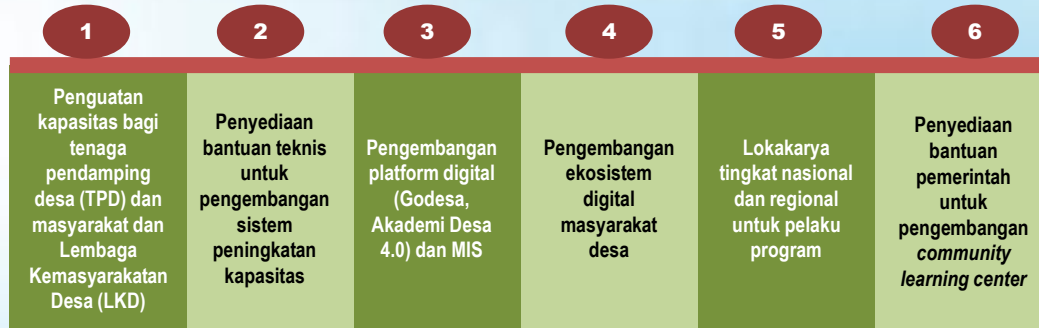 1
Penguatan
kapasitas bagi
tenaga
pendamping
desa (TPD) dan
masyarakat dan
Lembaga
Kemasyarakatan
Desa (LKD)
2
Penyediaan
bantuan teknis
untuk
pengembangan
sistem
peningkatan
kapasitas
3
Pengembangan
platform digital
(Godesa,
Akademi Desa
4.0) dan MIS
4
Pengembangan
ekosistem
digital
masyarakat
desa
5
Lokakarya
tingkat nasional
dan regional
untuk pelaku
program
6
Penyediaan
bantuan
pemerintah
untuk
pengembangan
community
learning center